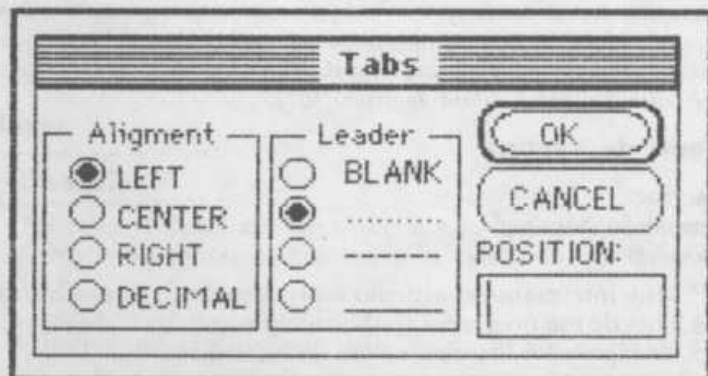 Tabs
Aligment
LEFT
CENTER
RIGHT
DECIMAL
Leader
BLANK
OK
CANCEL
POSITION: